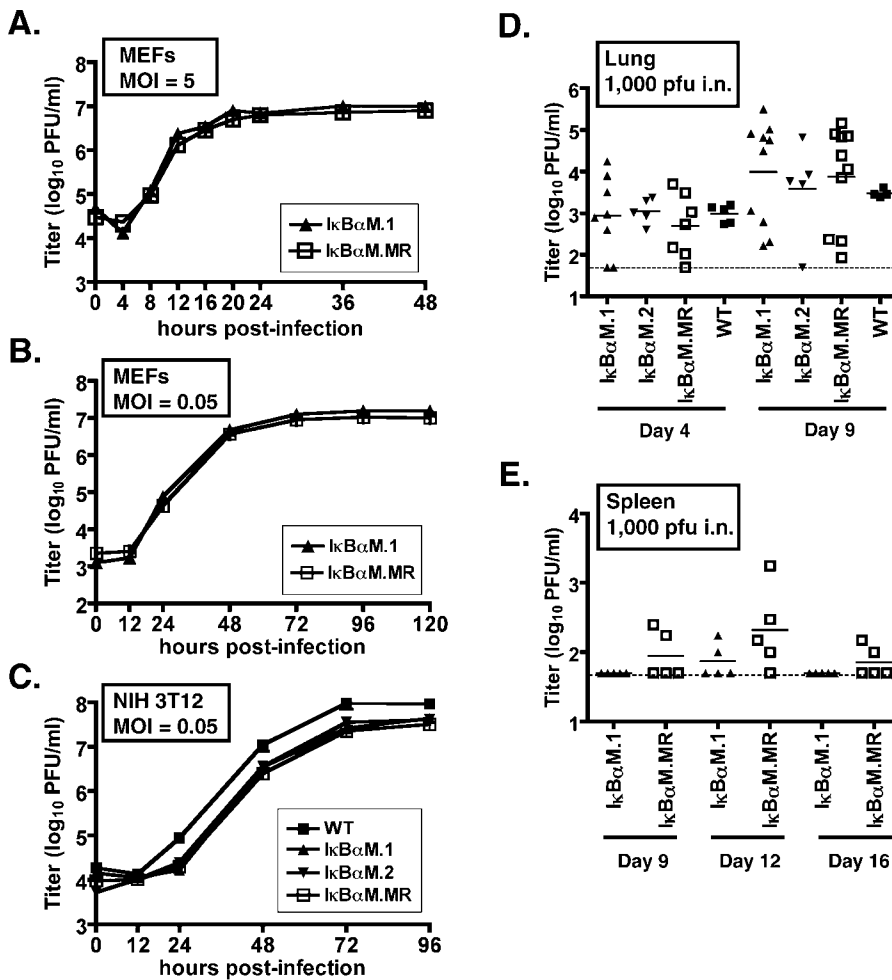 A.
MEFs
MOI = 5
Titer (log10 PFU/ml)
8
7
6
5
4
3
IκBαM.1
IκBαM.MR
0 4 8 12 16 20 24 36 48
hours post-infection
B.
MEFs
MOI = 0.05
Titer (log10 PFU/ml)
8
7
6
5
4
3
2
IκBαM.1
IκBαM.MR
0 12 24 48 72 96 120
hours post-infection
C.
NIH 3T12
MOI = 0.05
Titer (log10 PFU/ml)
8
7
6
5
4
3
WT
IκBαM.1
IκBαM.2
IκBαM.MR
0 12 24 48 72 96
hours post-infection
D.
Lung
1,000 pfu i.n.
Titer (log10 PFU/ml)
6
5
4
3
2
1
IκBαM.1
IκBαM.2
IκBαM.MR
WT
IκBαM.1
IκBαM.2
IκBαM.MR
WT
Day 4 Day 9
E.
Spleen
1,000 pfu i.n.
Titer (log10 PFU/ml)
4
3
2
1
IκBαM.1
IκBαM.MR
IκBαM.1
IκBαM.MR
IκBαM.1
IκBαM.MR
Day 9 Day 12 Day 16